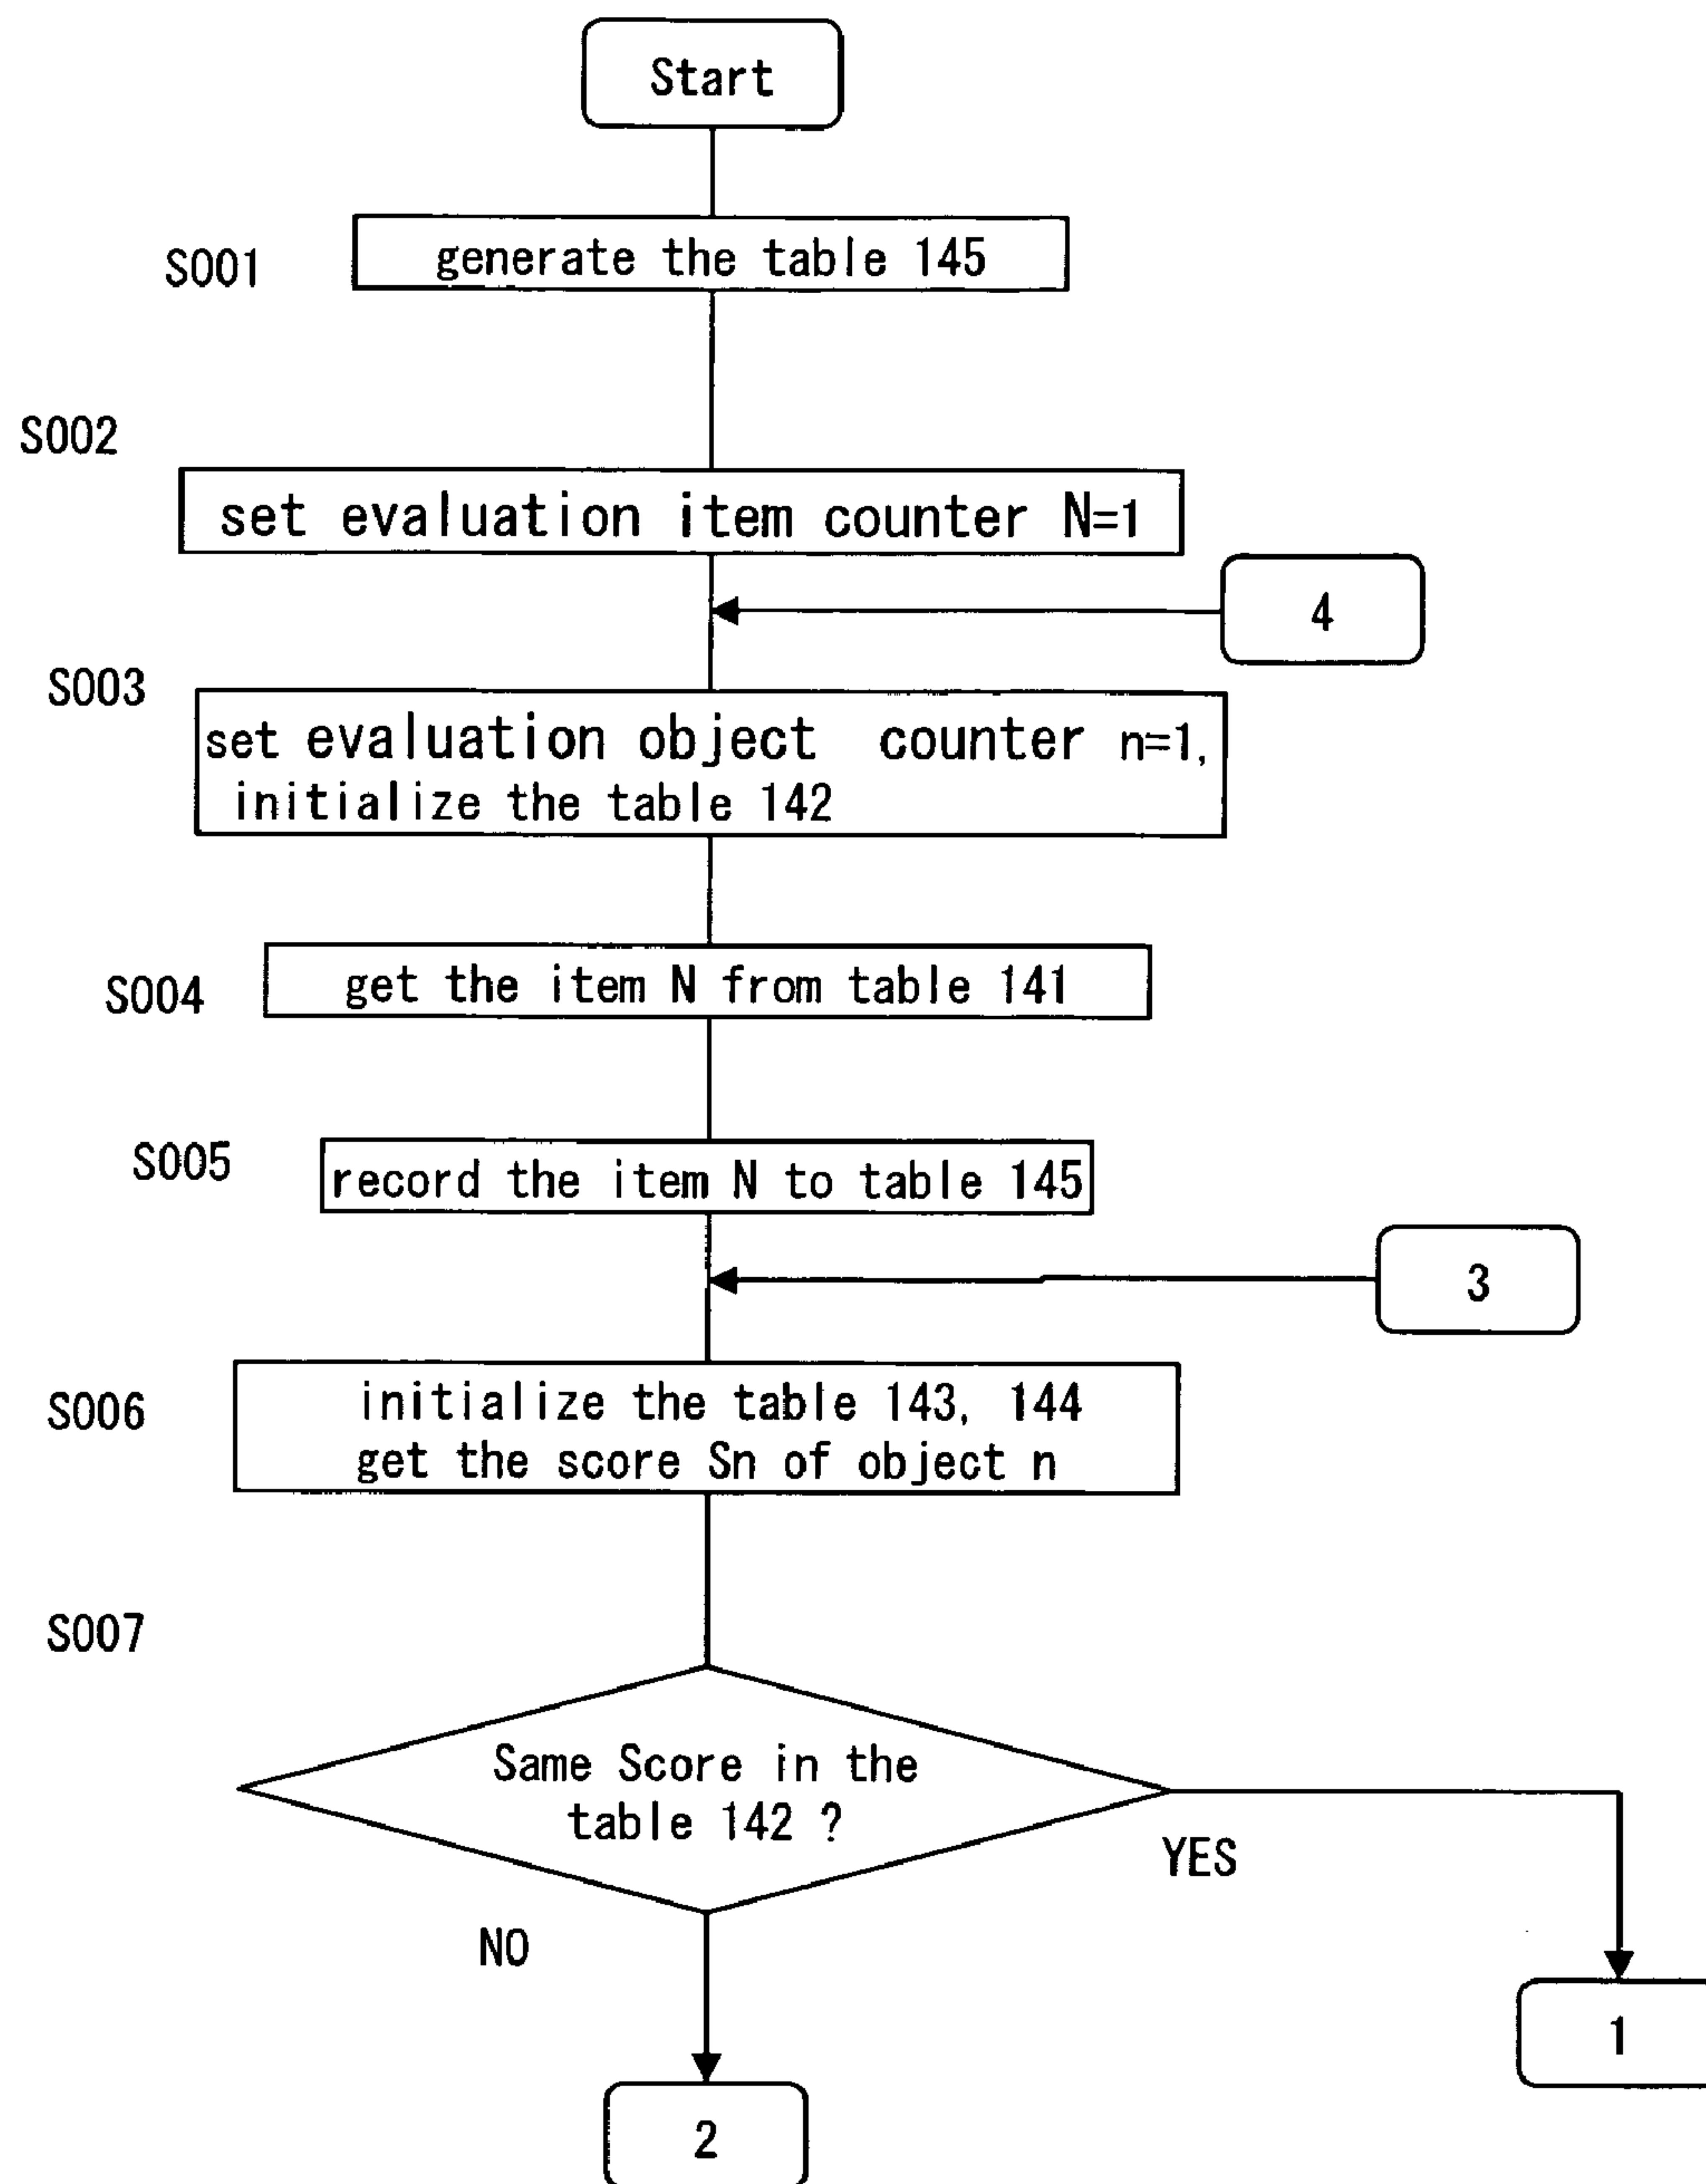 Start
S001
generate the table 145
S002
set evaluation item counter N=1
4
S003
set evaluation object counter n=1,
initialize the table 142
S004
get the item N from table 141
S005
record the item N to table 145
3
S006
initialize the table 143, 144
get the score Sn of object n
S007
Same Score in the
table 142 ?
YES
NO
1
2